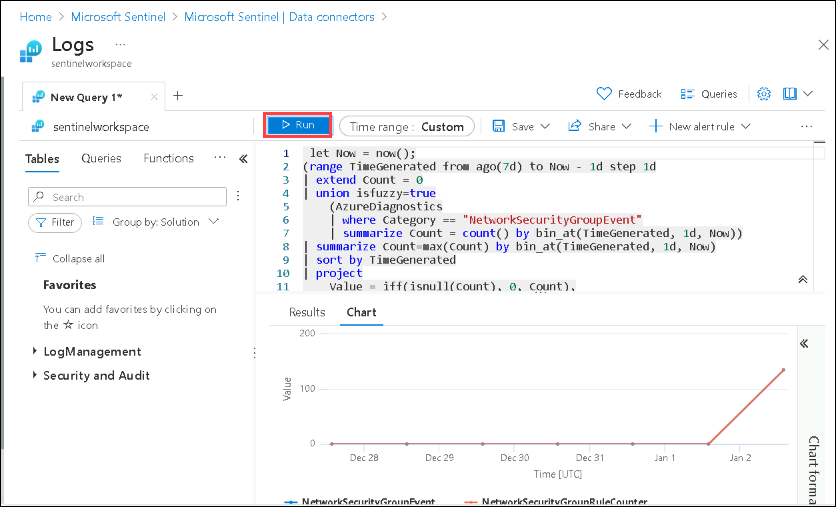 Home > Microsoft Sentinel > Microsoft Sentinel | Data connectors >
Logs ...
sentinelworkspace
New Query 1*
Feedback
Queries
sentinelworkspace
Run
Time range : Custom
Save
Share
New alert rule
...
Tables
Queries
Functions
...
Search
Filter
Group by: Solution
Collapse all
Favorites
You can add favorites by clicking on
the ☆ icon
LogManagement
Security and Audit
1 let Now = now();
2 (range TimeGenerated from ago(7d) to Now - 1d step 1d
3 | extend Count = 0
4 | union isfuzzy=true
5 (AzureDiagnostics
6 | where Category == "NetworkSecurityGroupEvent"
7 | summarize Count = count() by bin_at(TimeGenerated, 1d, Now))
8 | summarize Count=max(Count) by bin_at(TimeGenerated, 1d, Now)
9 | sort by TimeGenerated
10 | project
11 Value = iff(isnull(Count), 0, Count),
Results
Chart
200
100
0
Value
Dec 28
Dec 29
Dec 30
Dec 31
Jan 1
Jan 2
Time [UTC]
NetworkSecurityGroupEvent
NetworkSecurityGroupRuleCounter
Chart forma